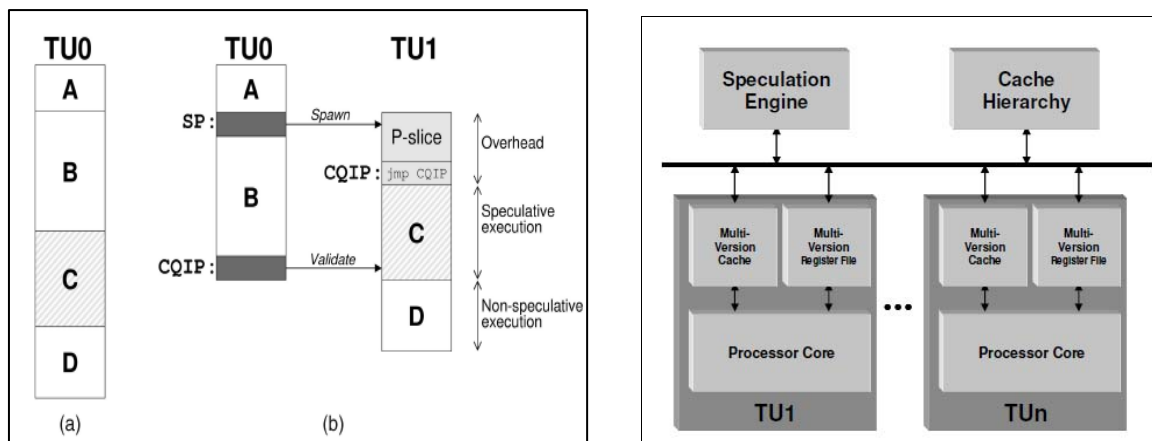 TU0
A
B
C
D
(a)
TU0
TU1
A
SP:
Spawn
P-slice
Overhead
CQIP:
jmp CQIP
B
Speculative
execution
C
CQIP:
Validate
D
Non-speculative
execution
(b)
Speculation
Engine
Cache
Hierarchy
Multi-
Version
Cache
Multi-
Version
Register File
Processor Core
TU1
...
Multi-
Version
Cache
Multi-
Version
Register File
Processor Core
TUn